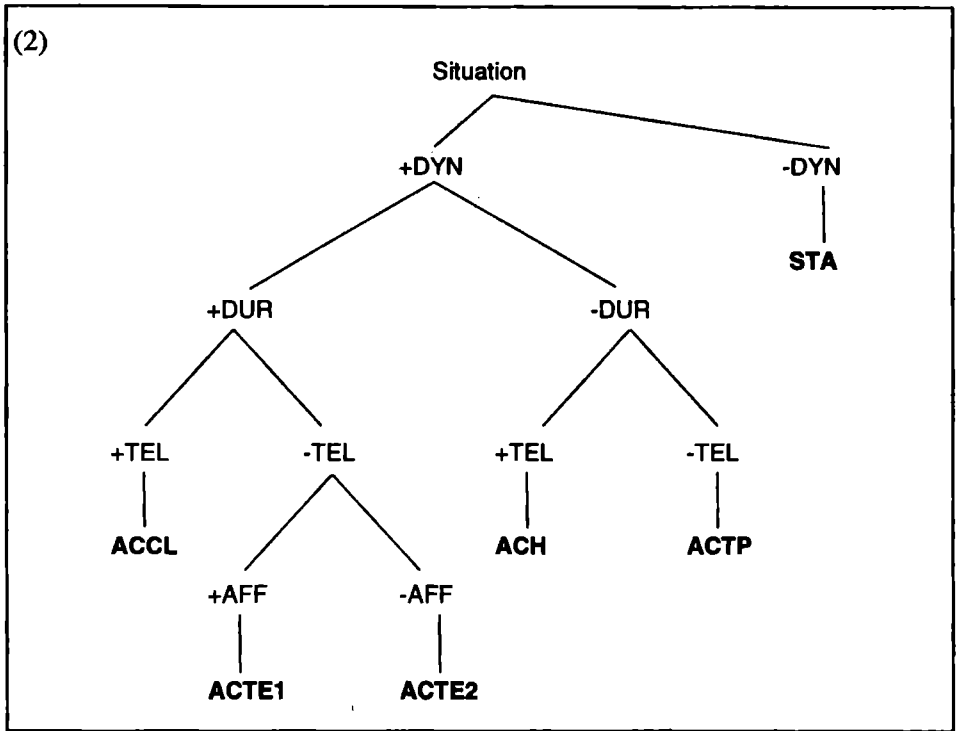 (2)
Situation
+DYN -DYN
STA
+DUR -DUR
+TEL -TEL +TEL -TEL
ACCL ACH ACTP
+AFF -AFF
ACTE1 ACTE2